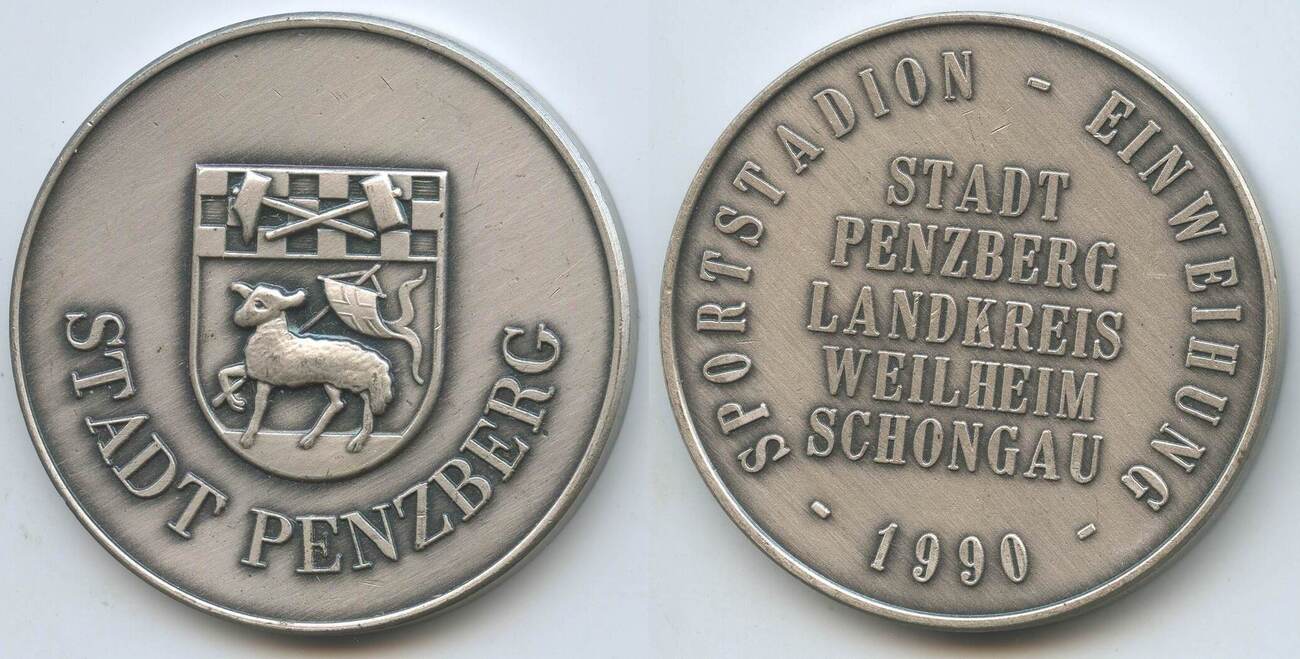 STADT PENZBERG
SPORTSTADION - EINWEIHUNG
- 1990 -
STADT
PENZBERG
LANDKREIS
WEILHEIM
SCHONGAU